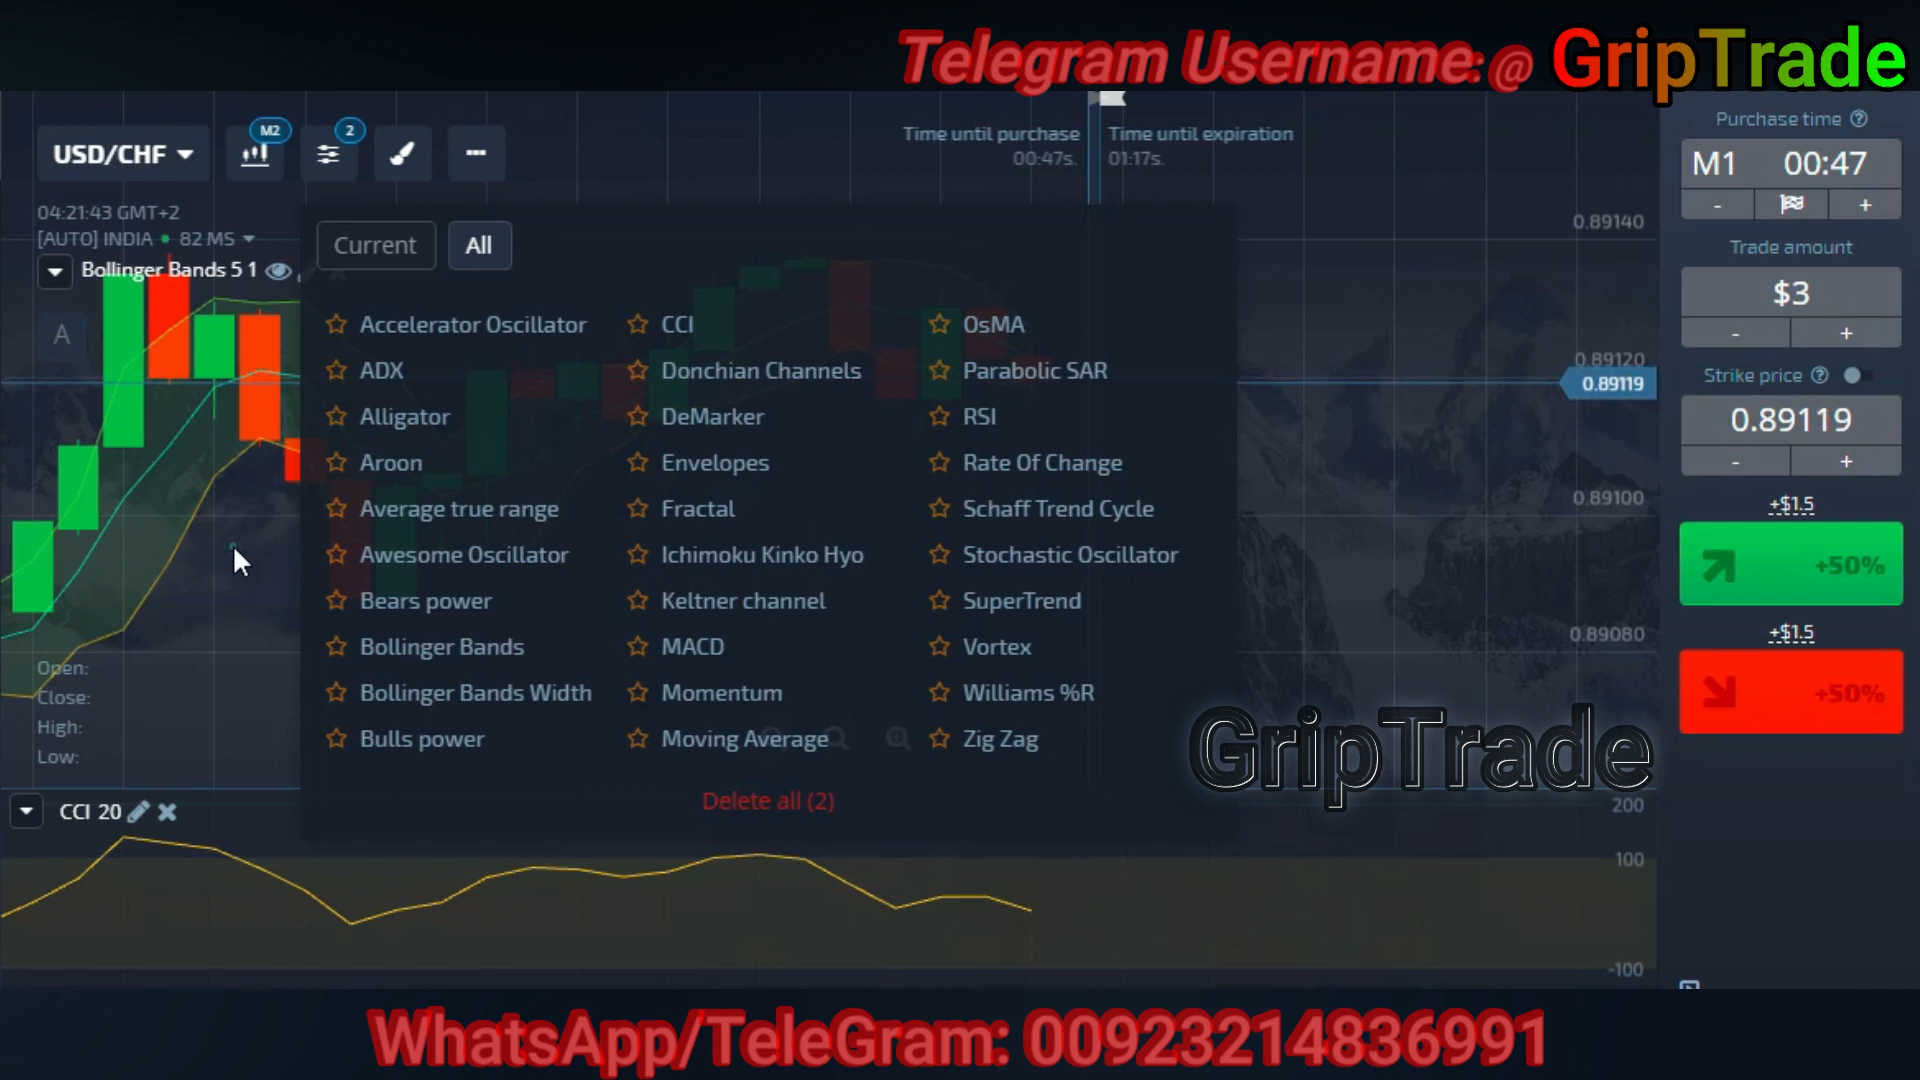 Telegram Username:@ GripTrade
USD/CHF
M2
2
Time until purchase
00:47s.
Time until expiration
01:17s.
04:21:43 GMT+2
[AUTO] INDIA • 82 MS
Bollinger Bands 5 1
A
Current
All
Accelerator Oscillator
ADX
Alligator
Aroon
Average true range
Awesome Oscillator
Bears power
Bollinger Bands
Bollinger Bands Width
Bulls power
CCI
Donchian Channels
DeMarker
Envelopes
Fractal
Ichimoku Kinko Hyo
Keltner channel
MACD
Momentum
Moving Average
OsMA
Parabolic SAR
RSI
Rate Of Change
Schaff Trend Cycle
Stochastic Oscillator
SuperTrend
Vortex
Williams %R
Zig Zag
Delete all (2)
Open:
Close:
High:
Low:
0.89140
0.89120
0.89119
0.89100
0.89080
GripTrade
CCI 20
200
100
-100
Purchase time ?
M1 00:47
- +
Trade amount
$3
- +
Strike price ?
0.89119
- +
+$1.5
+50%
+$1.5
+50%
WhatsApp/TeleGram: 00923214836991